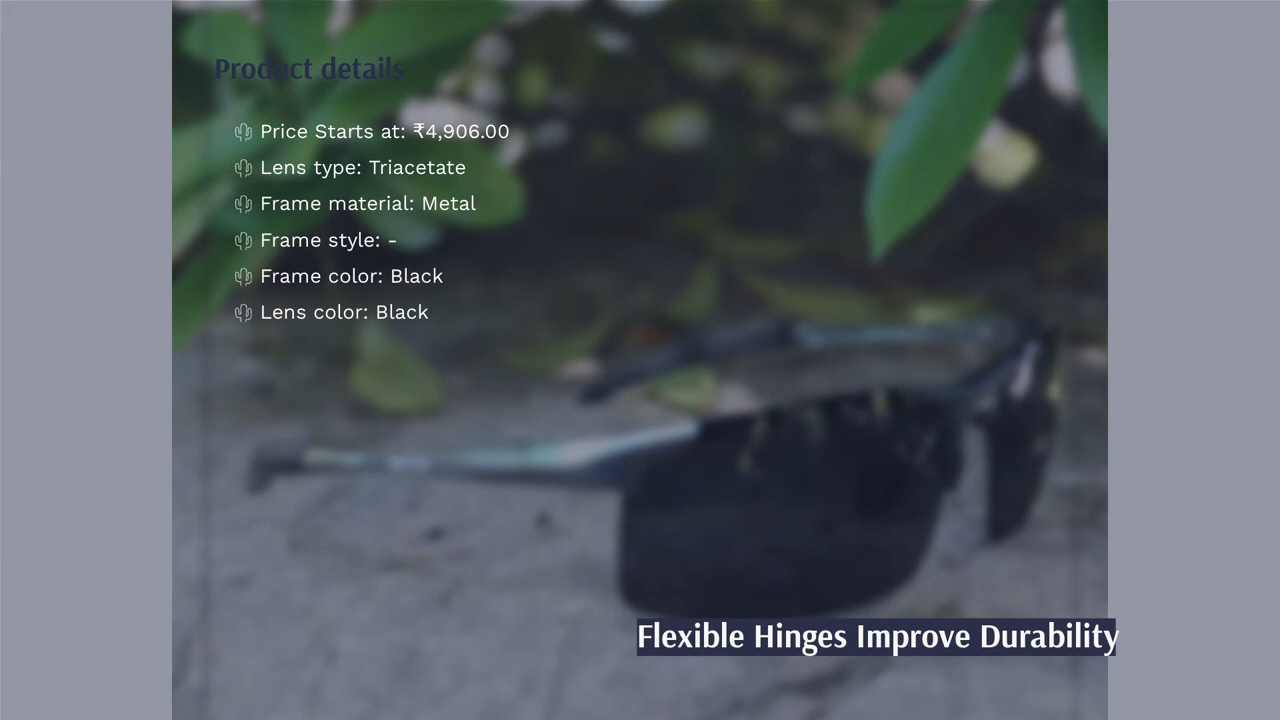 Product details
Price Starts at: ₹4,906.00
Lens type: Triacetate
Frame material: Metal
Frame style: -
Frame color: Black
Lens color: Black
Flexible Hinges Improve Durability